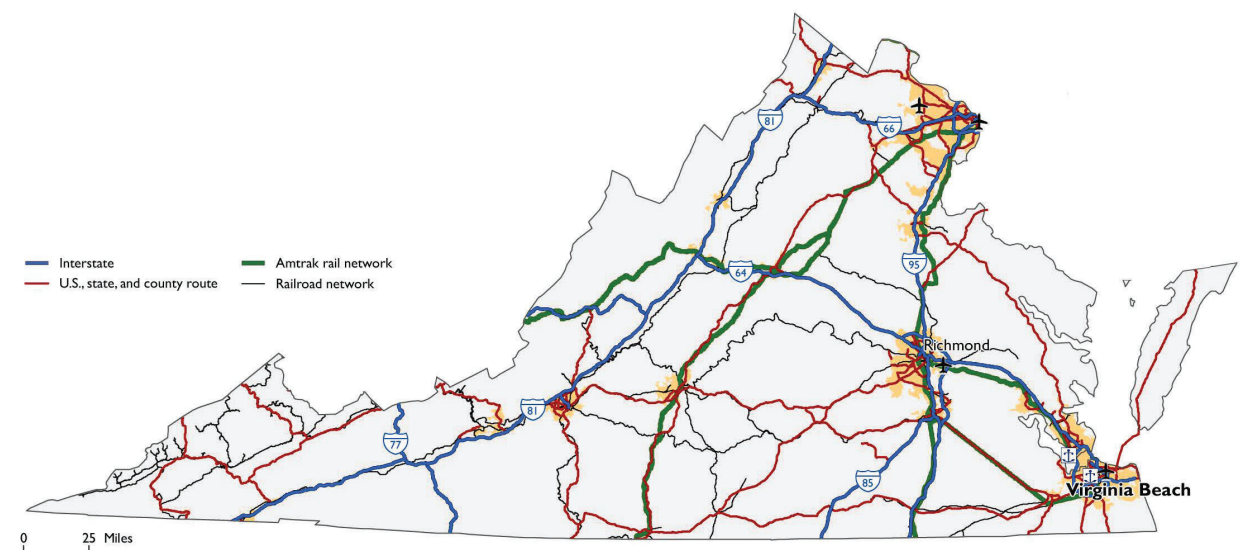 81
66
Interstate
U.S., state, and county route
Amtrak rail network
Railroad network
64
95
Richmond
81
77
85
Virginia Beach
0 25 Miles